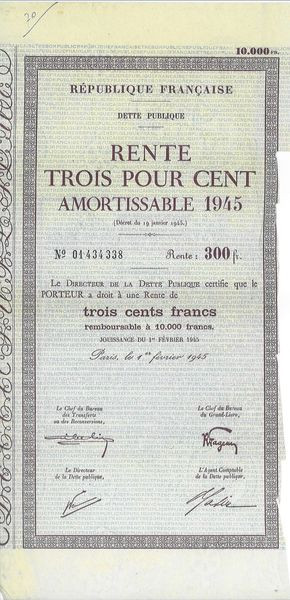 30
10.000 FR.
RÉPUBLIQUE FRANÇAISE
DETTE PUBLIQUE
RENTE
TROIS POUR CENT
AMORTISSABLE 1945
(Décret du 19 janvier 1945.)
Nº 01434338 Rente : 300 fr.
Le Directeur de la Dette Publique certifie que le
PORTEUR a droit à une Rente de
trois cents francs
remboursable à 10.000 francs.
JOUISSANCE DU 1er FÉVRIER 1945
Paris, le 1er février 1945
Le Chef du Bureau
des Transferts
ou des Reconversions,
Le Chef du Bureau
du Grand-Livre,
Le Directeur
de la Dette publique,
L'Agent Comptable
de la Dette publique,